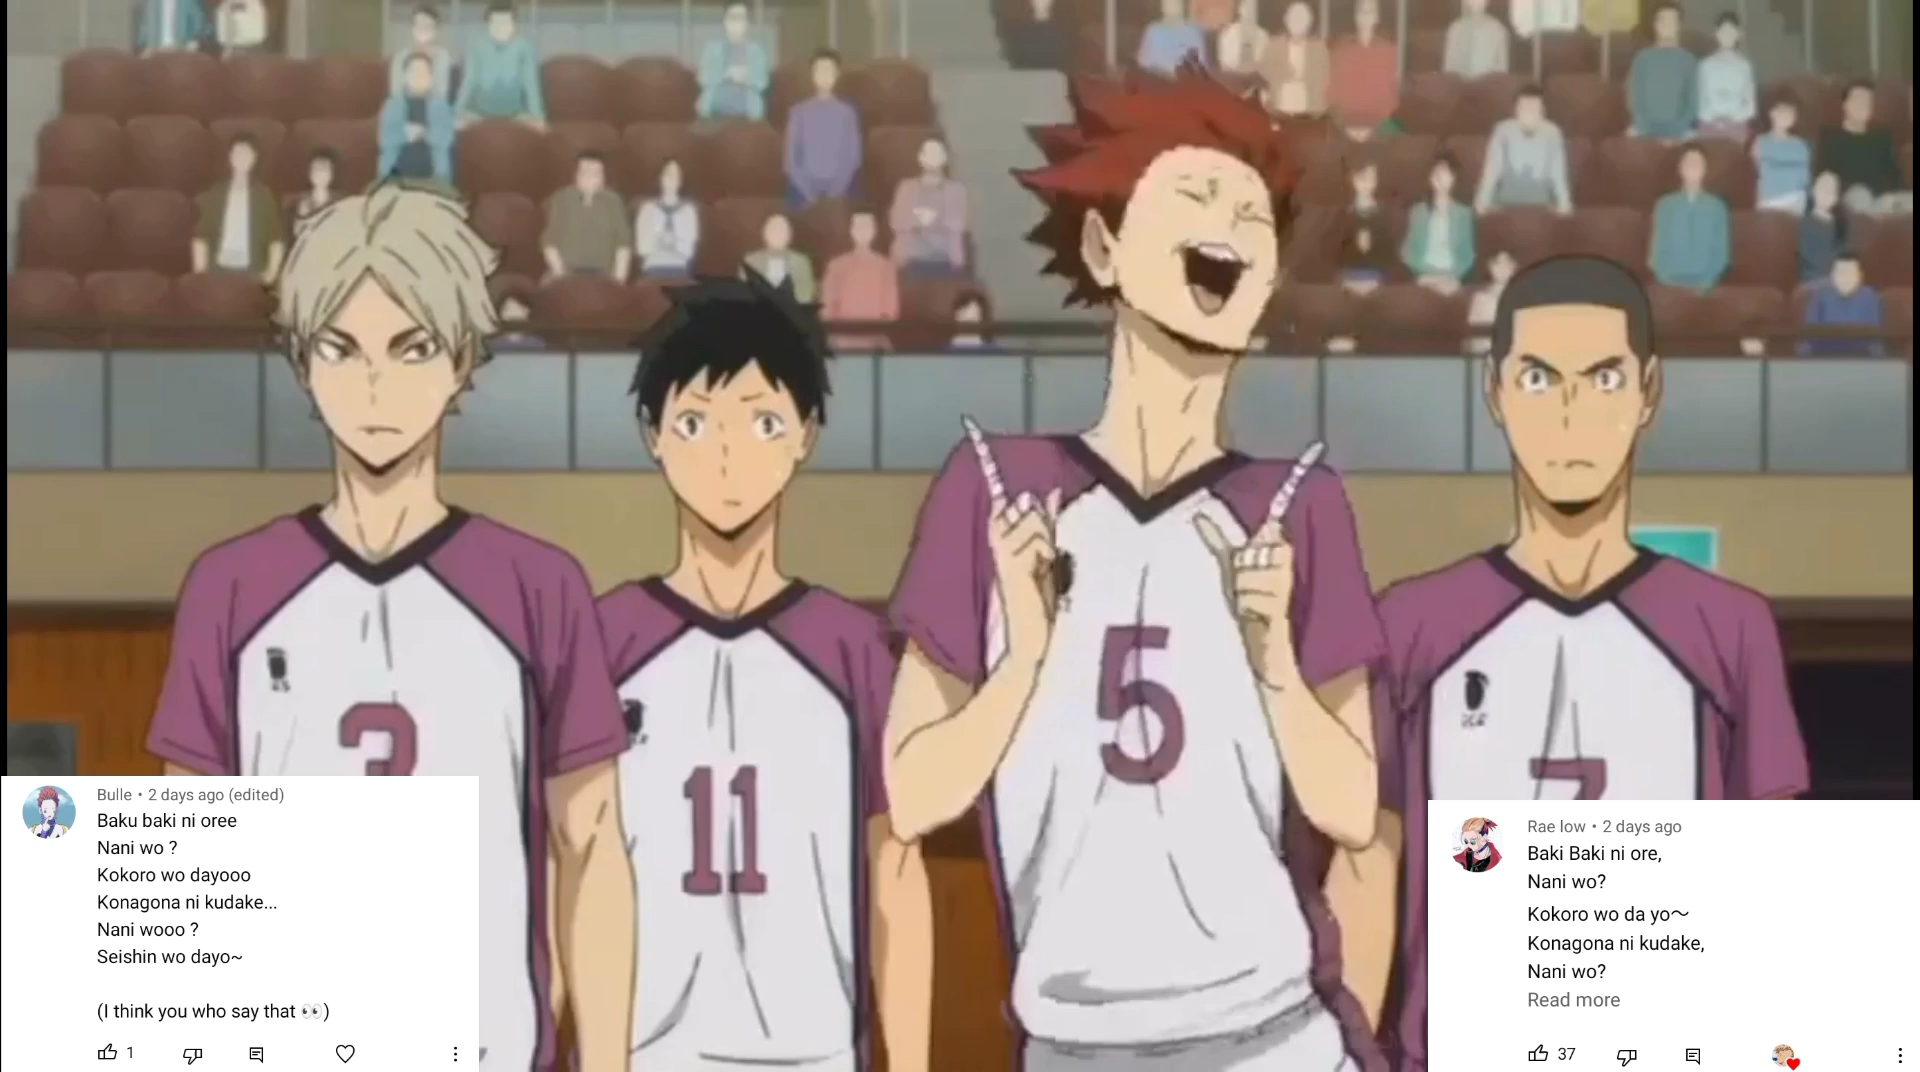 3
11
5
7
Bulle • 2 days ago (edited)
Baku baki ni oree
Nani wo ?
Kokoro wo dayooo
Konagona ni kudake...
Nani wooo ?
Seishin wo dayo~
(I think you who say that 👀)
1
Rae low • 2 days ago
Baki Baki ni ore,
Nani wo?
Kokoro wo da yo〜
Konagona ni kudake,
Nani wo?
Read more
37